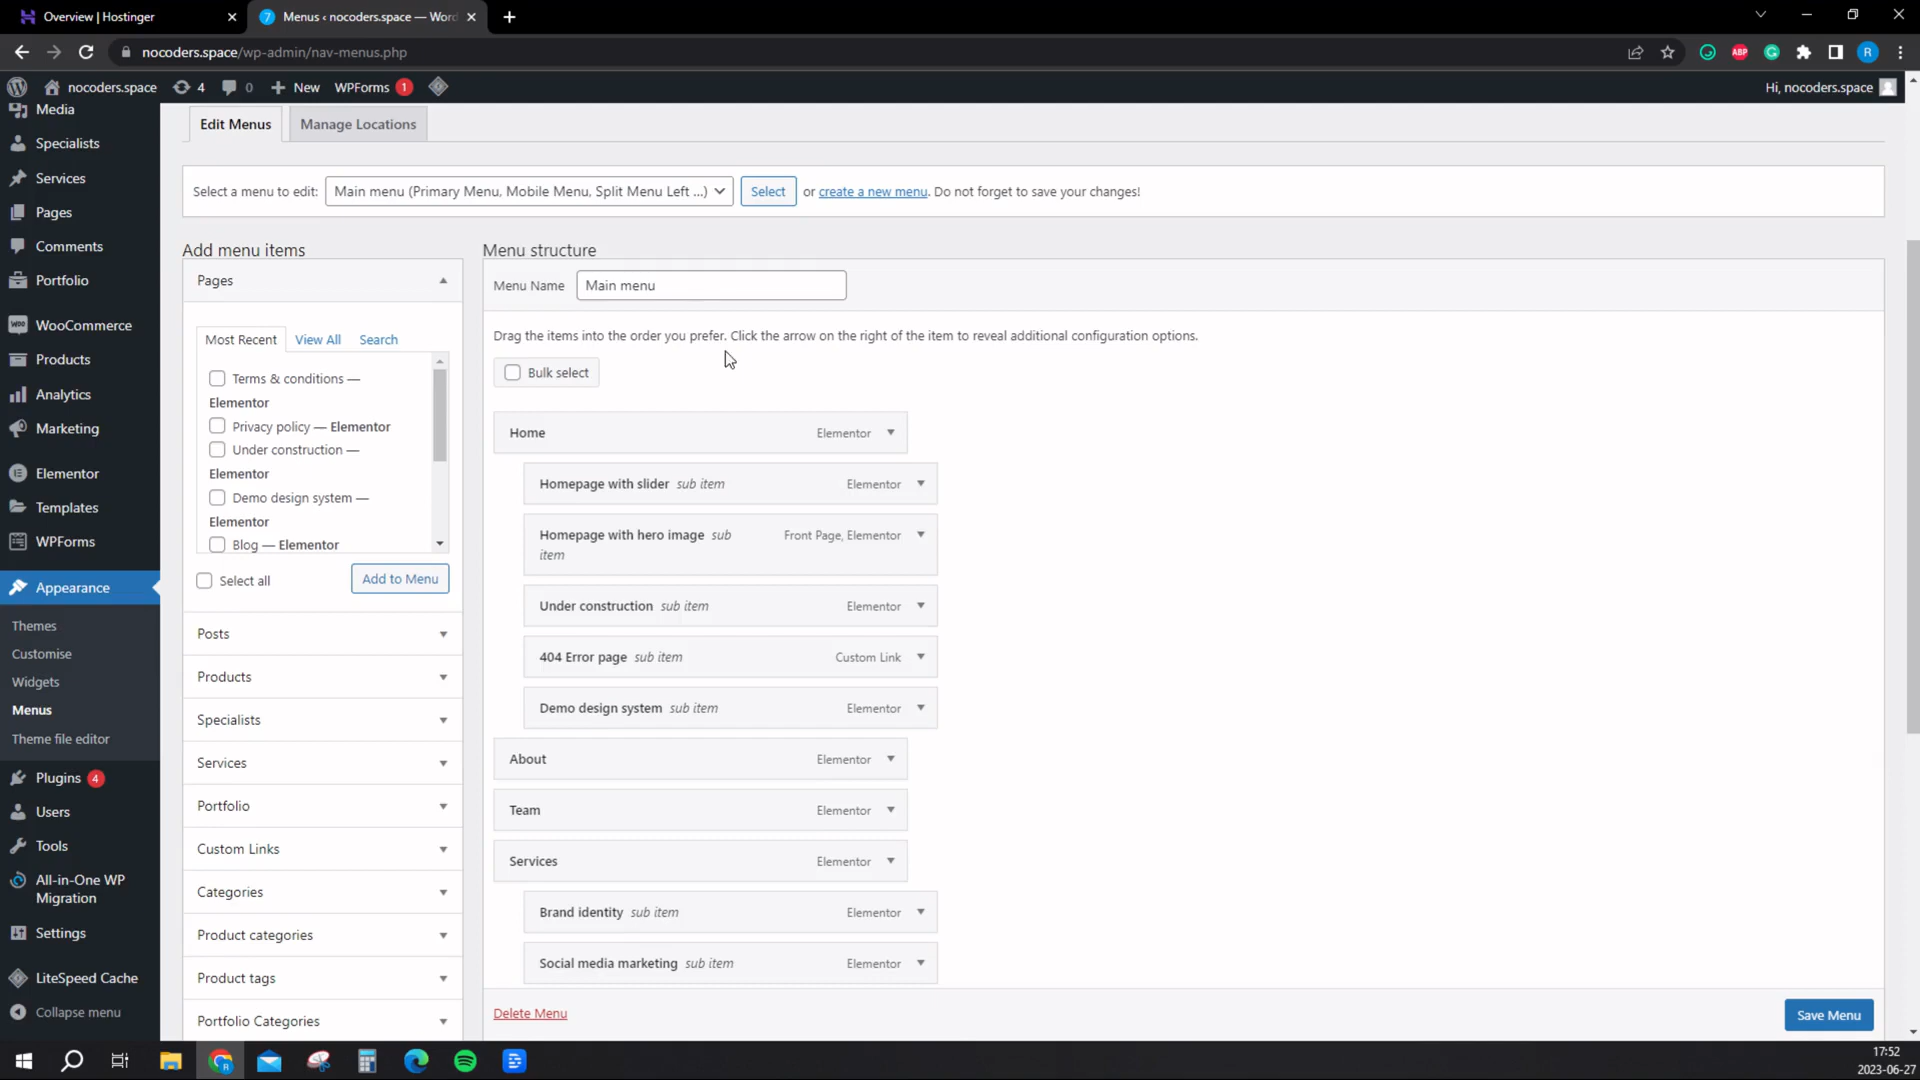 Overview | Hostinger
Menus ‹ nocoders.space — Word
nocoders.space/wp-admin/nav-menus.php
ABP
R
nocoders.space
4
0
New
WPForms
1
Hi, nocoders.space
Media
Specialists
Services
Pages
Comments
Portfolio
WOO
WooCommerce
Products
Analytics
Marketing
Elementor
Templates
WPForms
Appearance
Themes
Customise
Widgets
Menus
Theme file editor
Plugins 4
Users
Tools
All-in-One WP
Migration
Settings
LiteSpeed Cache
Collapse menu
Edit Menus
Manage Locations
Select a menu to edit: Main menu (Primary Menu, Mobile Menu, Split Menu Left ...) Select or create a new menu. Do not forget to save your changes!
Add menu items
Pages
Most Recent View All Search
Terms & conditions —
Elementor
Privacy policy — Elementor
Under construction —
Elementor
Demo design system —
Elementor
Blog — Elementor
Select all
Add to Menu
Posts
Products
Specialists
Services
Portfolio
Custom Links
Categories
Product categories
Product tags
Portfolio Categories
Menu structure
Menu Name Main menu
Drag the items into the order you prefer. Click the arrow on the right of the item to reveal additional configuration options.
Bulk select
Home Elementor
Homepage with slider sub item Elementor
Homepage with hero image sub Front Page, Elementor
item
Under construction sub item Elementor
404 Error page sub item Custom Link
Demo design system sub item Elementor
About Elementor
Team Elementor
Services Elementor
Brand identity sub item Elementor
Social media marketing sub item Elementor
Delete Menu
Save Menu
17:52
2023-06-27